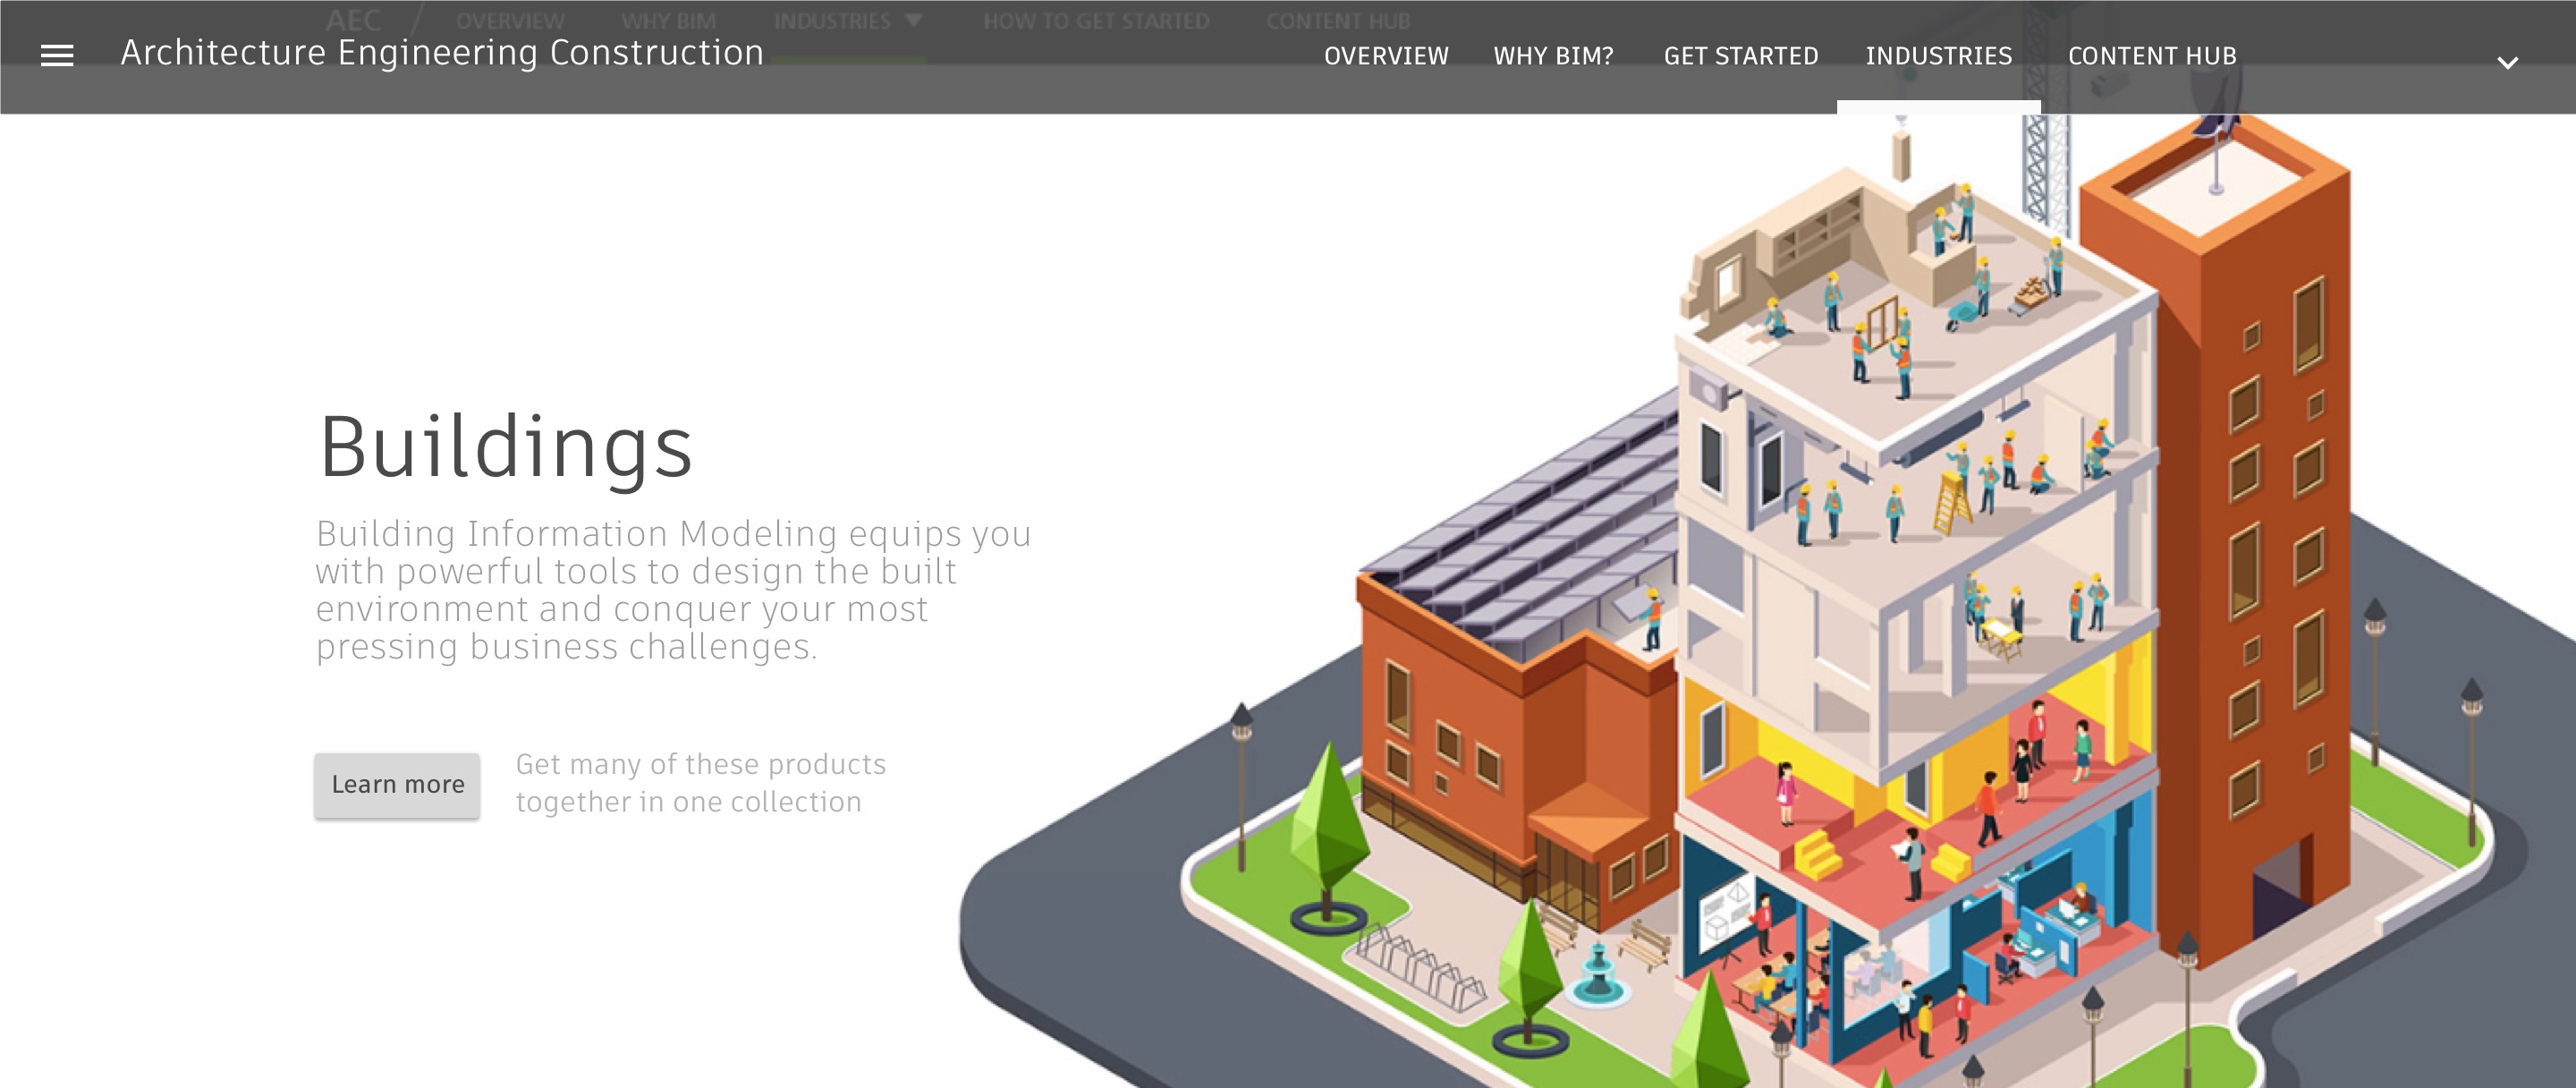 AEC / OVERVIEW WHY BIM INDUSTRIES HOW TO GET STARTED CONTENT HUB
Architecture Engineering Construction OVERVIEW WHY BIM? GET STARTED INDUSTRIES CONTENT HUB
Buildings
Building Information Modeling equips you
with powerful tools to design the built
environment and conquer your most
pressing business challenges.
Learn more
Get many of these products
together in one collection